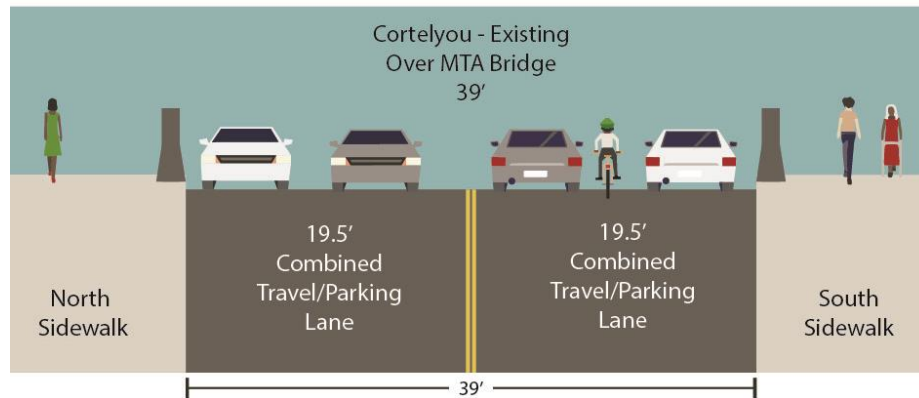 Cortelyou - Existing
Over MTA Bridge
39'
19.5'
Combined
Travel/Parking
Lane
19.5'
Combined
Travel/Parking
Lane
North
Sidewalk
South
Sidewalk
39'